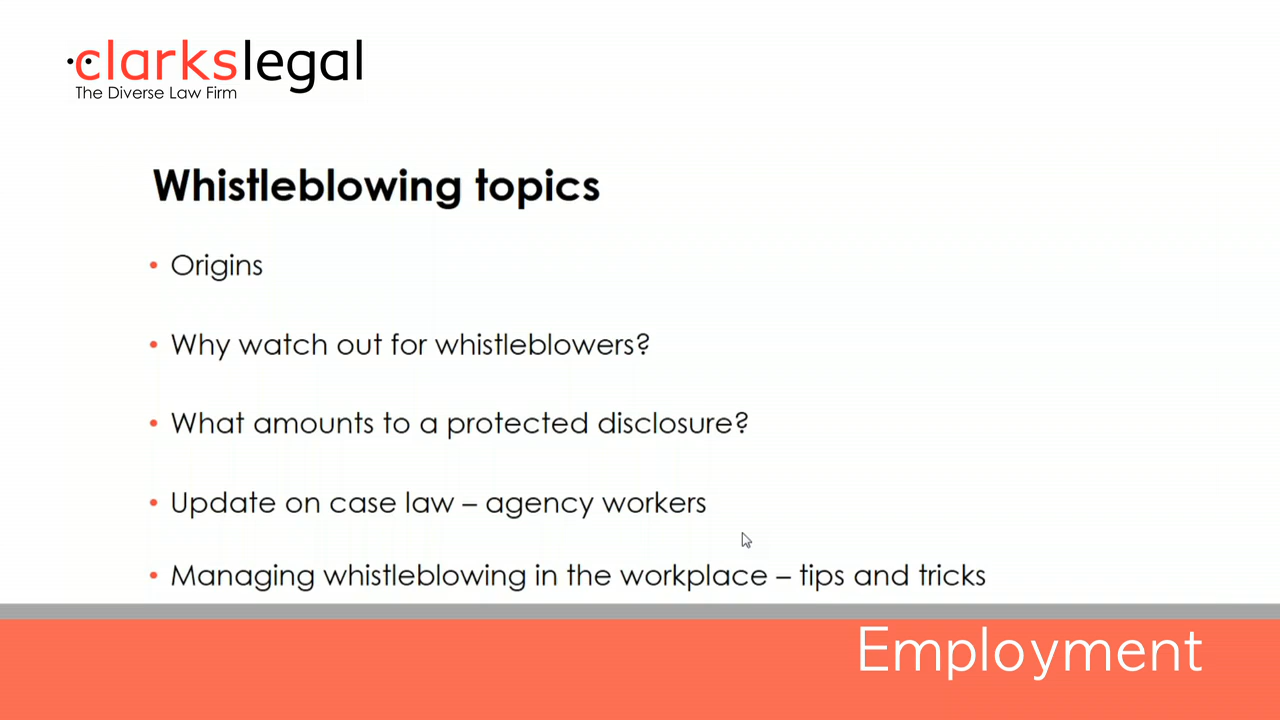 clarkslegal
The Diverse Law Firm
Whistleblowing topics
• Origins
• Why watch out for whistleblowers?
• What amounts to a protected disclosure?
• Update on case law – agency workers
• Managing whistleblowing in the workplace – tips and tricks
Employment